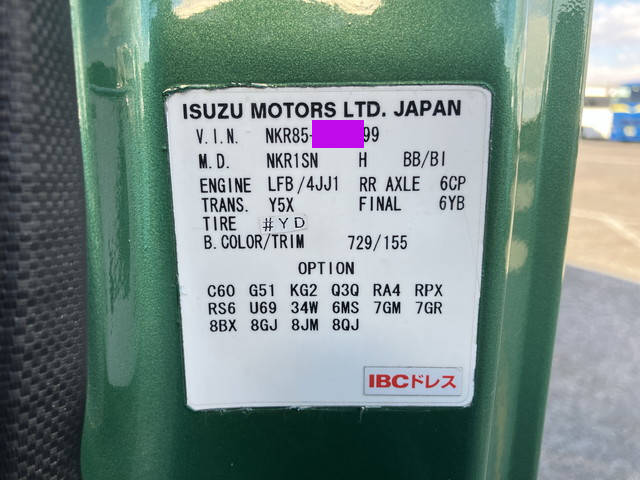 ISUZU MOTORS LTD. JAPAN
V.I.N. NKR85- 99
M.D. NKR1SN H BB/BI
ENGINE LFB/4JJ1 RR AXLE 6CP
TRANS. Y5X FINAL 6YB
TIRE #YD
B.COLOR/TRIM 729/155
OPTION
C60 G51 KG2 Q3Q RA4 RPX
RS6 U69 34W 6MS 7GM 7GR
8BX 8GJ 8JM 8QJ
IBCドレス